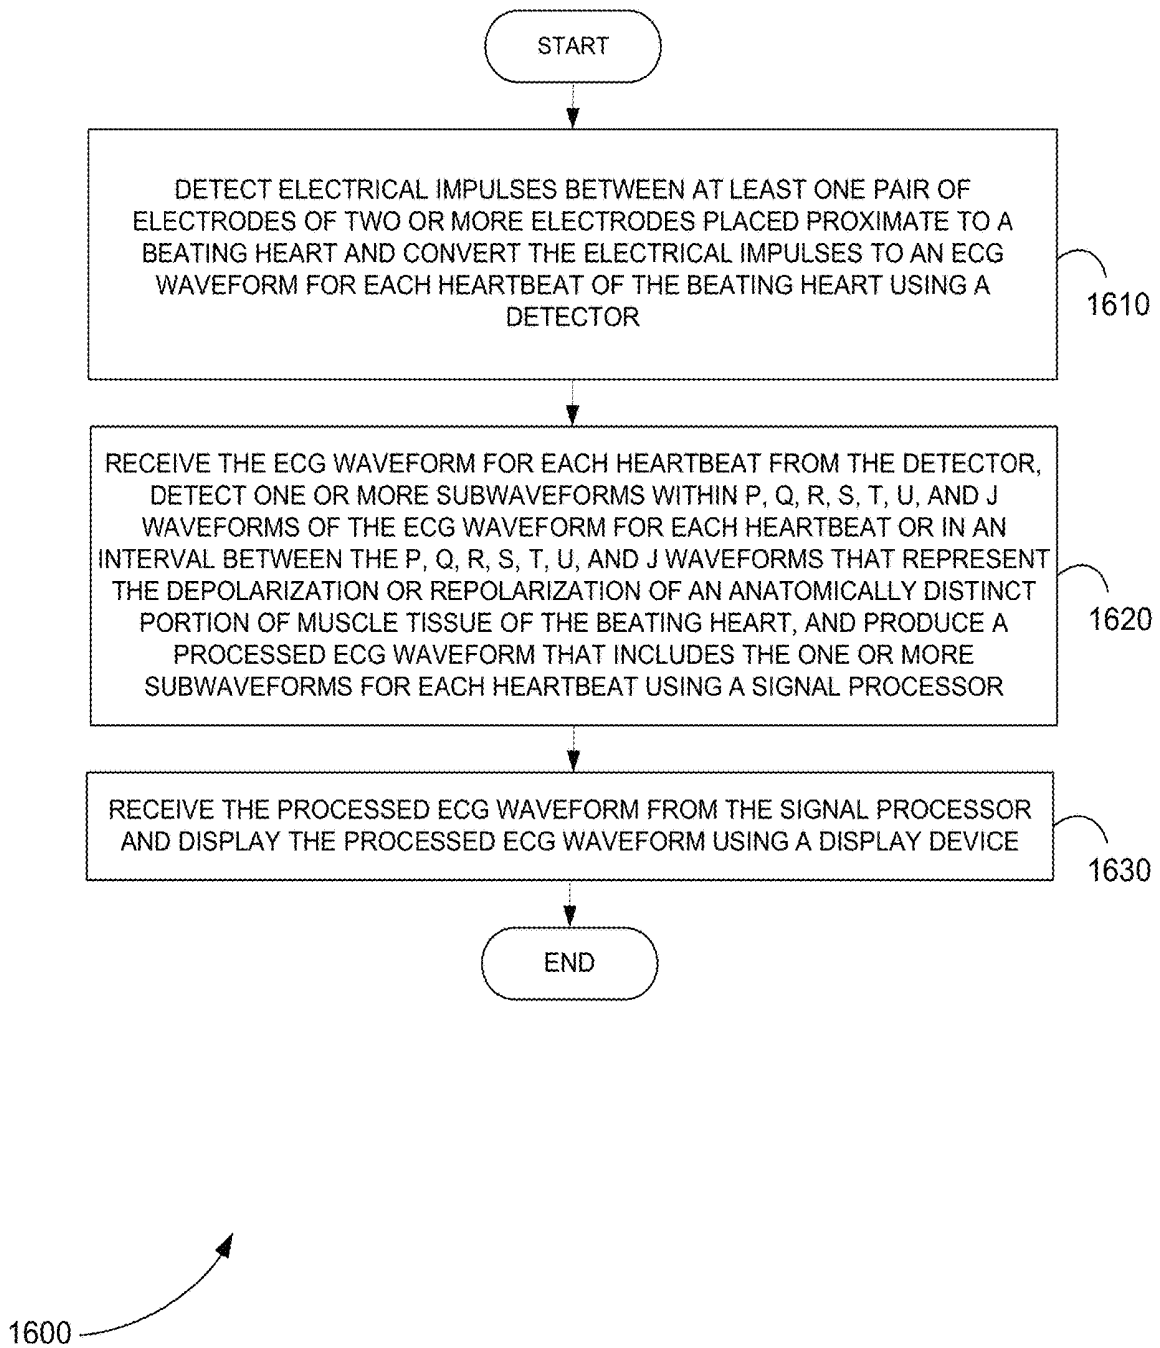 START
DETECT ELECTRICAL IMPULSES BETWEEN AT LEAST ONE PAIR OF
ELECTRODES OF TWO OR MORE ELECTRODES PLACED PROXIMATE TO A
BEATING HEART AND CONVERT THE ELECTRICAL IMPULSES TO AN ECG
WAVEFORM FOR EACH HEARTBEAT OF THE BEATING HEART USING A
DETECTOR
1610
RECEIVE THE ECG WAVEFORM FOR EACH HEARTBEAT FROM THE DETECTOR,
DETECT ONE OR MORE SUBWAVEFORMS WITHIN P, Q, R, S, T, U, AND J
WAVEFORMS OF THE ECG WAVEFORM FOR EACH HEARTBEAT OR IN AN
INTERVAL BETWEEN THE P, Q, R, S, T, U, AND J WAVEFORMS THAT REPRESENT
THE DEPOLARIZATION OR REPOLARIZATION OF AN ANATOMICALLY DISTINCT
PORTION OF MUSCLE TISSUE OF THE BEATING HEART, AND PRODUCE A
PROCESSED ECG WAVEFORM THAT INCLUDES THE ONE OR MORE
SUBWAVEFORMS FOR EACH HEARTBEAT USING A SIGNAL PROCESSOR
1620
RECEIVE THE PROCESSED ECG WAVEFORM FROM THE SIGNAL PROCESSOR
AND DISPLAY THE PROCESSED ECG WAVEFORM USING A DISPLAY DEVICE
1630
END
1600